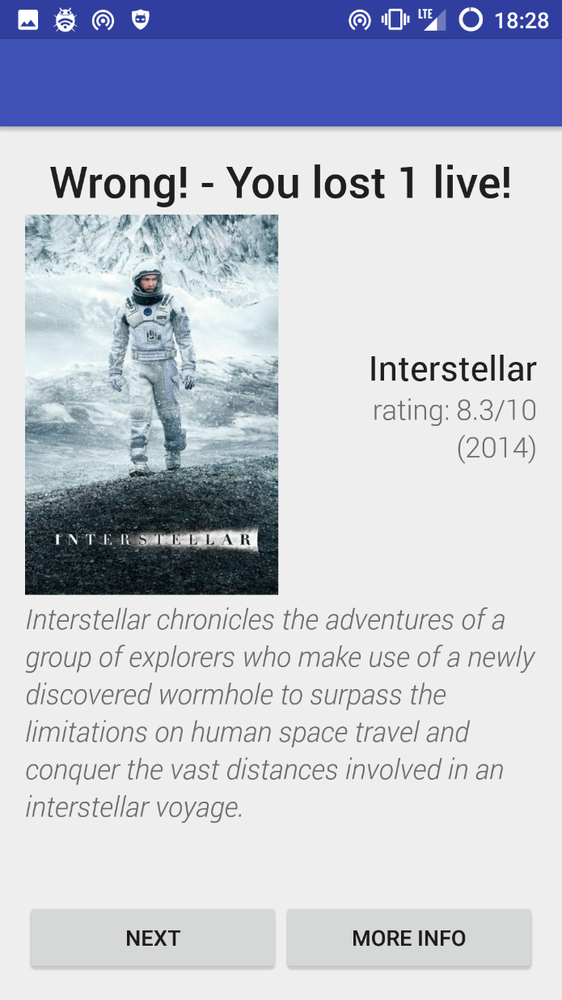 LTE 18:28
Wrong! - You lost 1 live!
INTERSTELLAR
Interstellar
rating: 8.3/10
(2014)
Interstellar chronicles the adventures of a
group of explorers who make use of a newly
discovered wormhole to surpass the
limitations on human space travel and
conquer the vast distances involved in an
interstellar voyage.
NEXT
MORE INFO